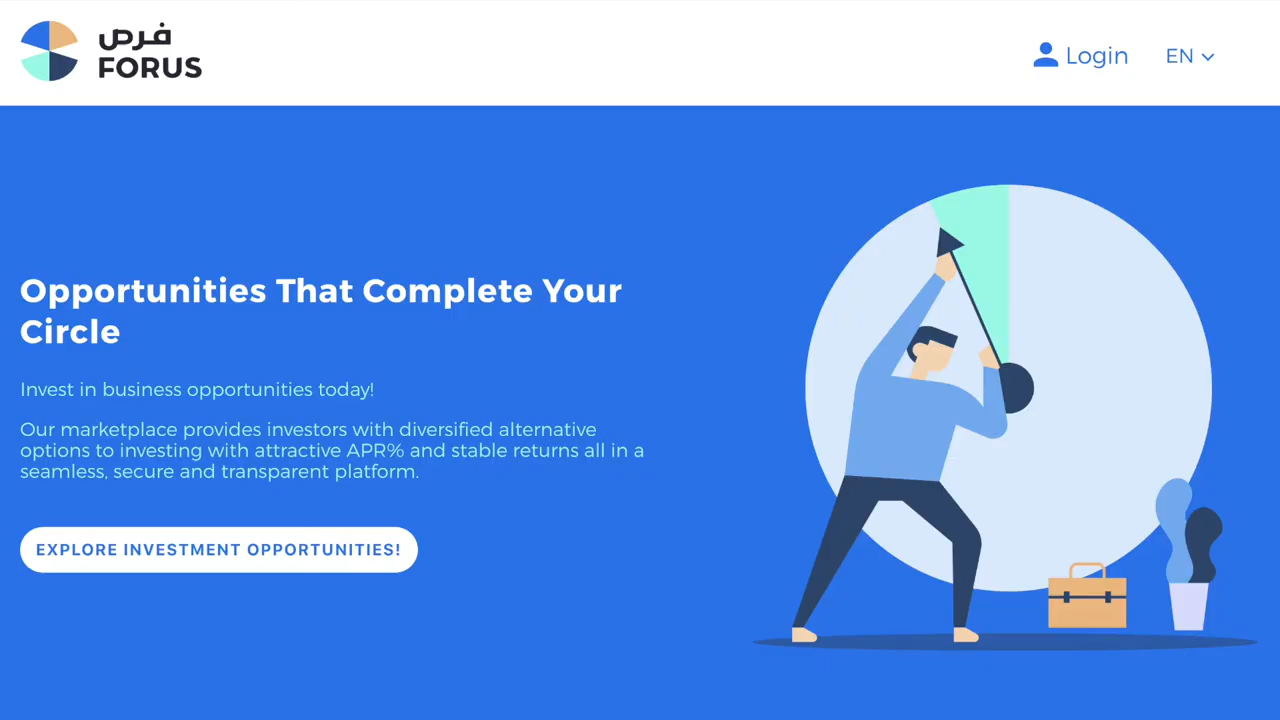 فرص
FORUS
Login
EN
Opportunities That Complete Your
Circle
Invest in business opportunities today!
Our marketplace provides investors with diversified alternative
options to investing with attractive APR% and stable returns all in a
seamless, secure and transparent platform.
EXPLORE INVESTMENT OPPORTUNITIES!